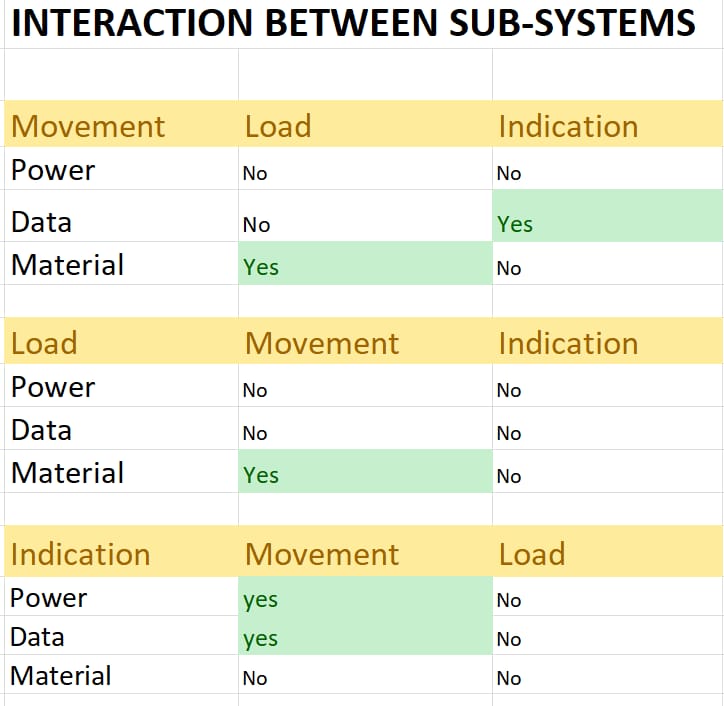 INTERACTION BETWEEN SUB-SYSTEMS
Movement Load Indication
Power No No
Data No Yes
Material Yes No
Load Movement Indication
Power No No
Data No No
Material Yes No
Indication Movement Load
Power yes No
Data yes No
Material No No